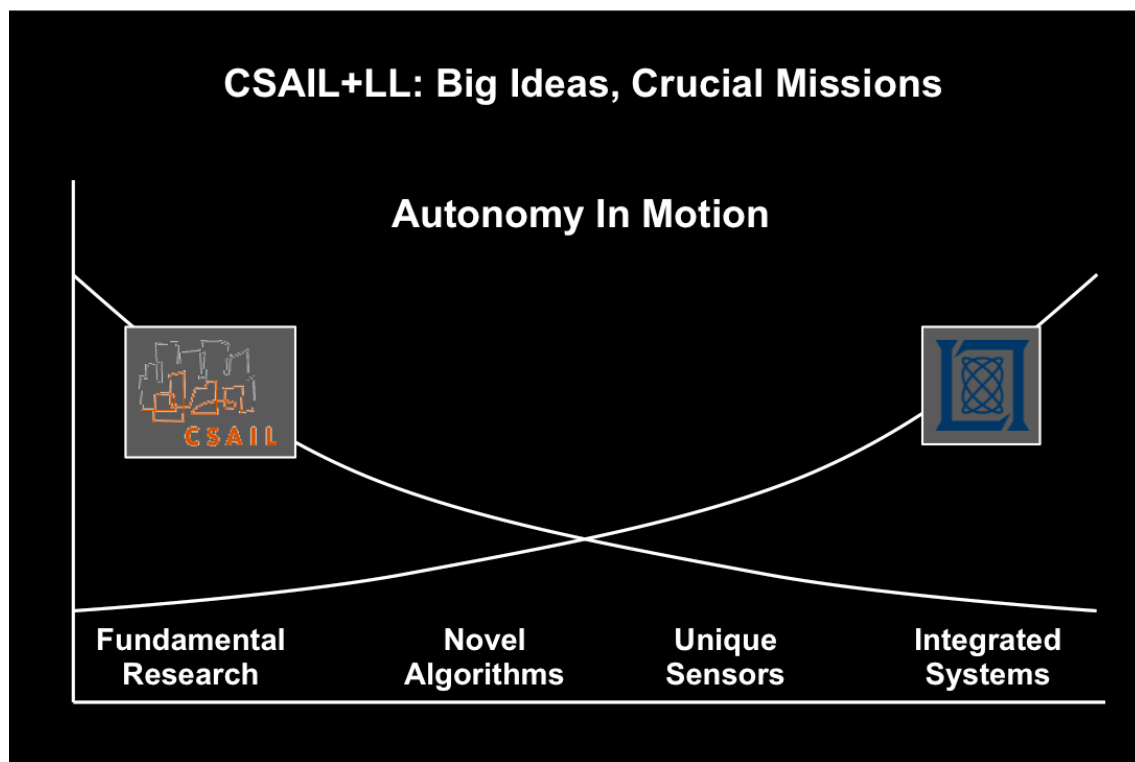 CSAIL+LL: Big Ideas, Crucial Missions
Autonomy In Motion
CSAIL
Fundamental
Research
Novel
Algorithms
Unique
Sensors
Integrated
Systems